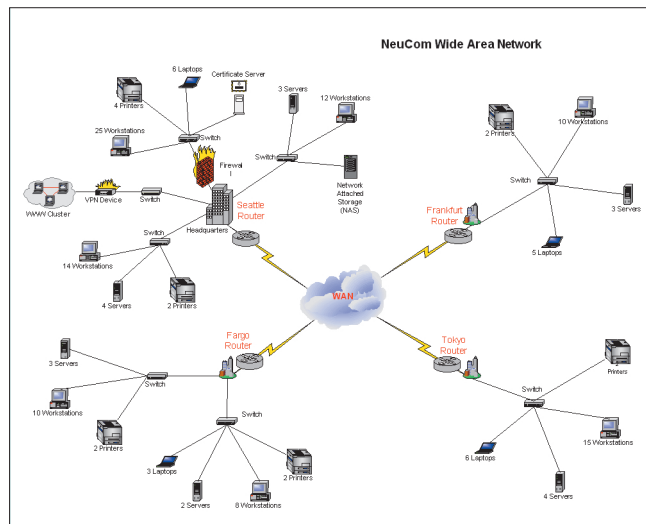 NeuCom Wide Area Network
6 Laptops
Certificate Server
4 Printers
3 Servers
12 Workstations
25 Workstations
Switch
Firewal
l
Switch
Network
Attached
Storage
(NAS)
WWW Cluster
VPN Device
Switch
Seattle
Router
Headquarters
Switch
14 Workstations
4 Servers
2 Printers
2 Printers
10 Workstations
Switch
3 Servers
Frankfut
Router
5 Laptops
WAN
Fargo
Router
3 Servers
Switch
10 Workstations
2 Printers
Switch
3 Laptops
2 Servers
8 Workstations
2 Printers
Tokyo
Router
Printers
Switch
15 Workstations
6 Laptops
4 Servers